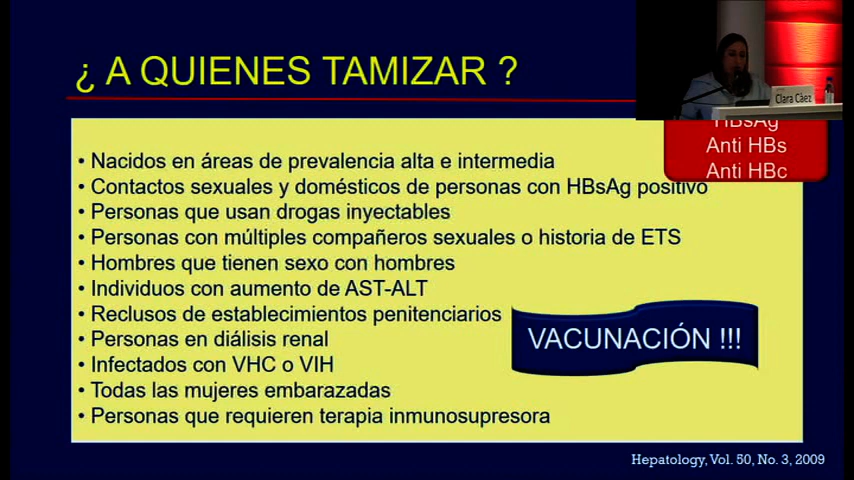 ¿ A QUIENES TAMIZAR ?
Clara Càez
HBsAg
Anti HBs
Anti HBc
• Nacidos en áreas de prevalencia alta e intermedia
• Contactos sexuales y domésticos de personas con HBsAg positivo
• Personas que usan drogas inyectables
• Personas con múltiples compañeros sexuales o historia de ETS
• Hombres que tienen sexo con hombres
• Individuos con aumento de AST-ALT
• Reclusos de establecimientos penitenciarios
• Personas en diálisis renal
• Infectados con VHC o VIH
• Todas las mujeres embarazadas
• Personas que requieren terapia inmunosupresora
VACUNACIÓN !!!
Hepatology, Vol. 50, No. 3, 2009